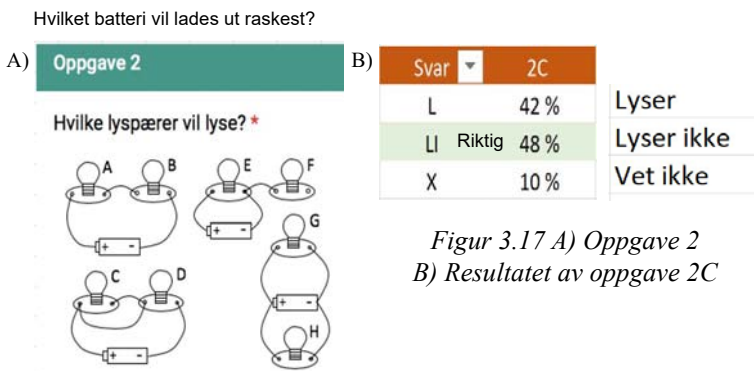 Hvilket batteri vil lades ut raskest?
A)
Oppgave 2
Hvilke lyspærer vil lyse? *
A
B
E
F
+ -
+ -
G
C
D
+ -
+ -
H
B)
Svar 2C
L 42 % Lyser
LI Riktig 48 % Lyser ikke
X 10 % Vet ikke
Figur 3.17 A) Oppgave 2
B) Resultatet av oppgave 2C